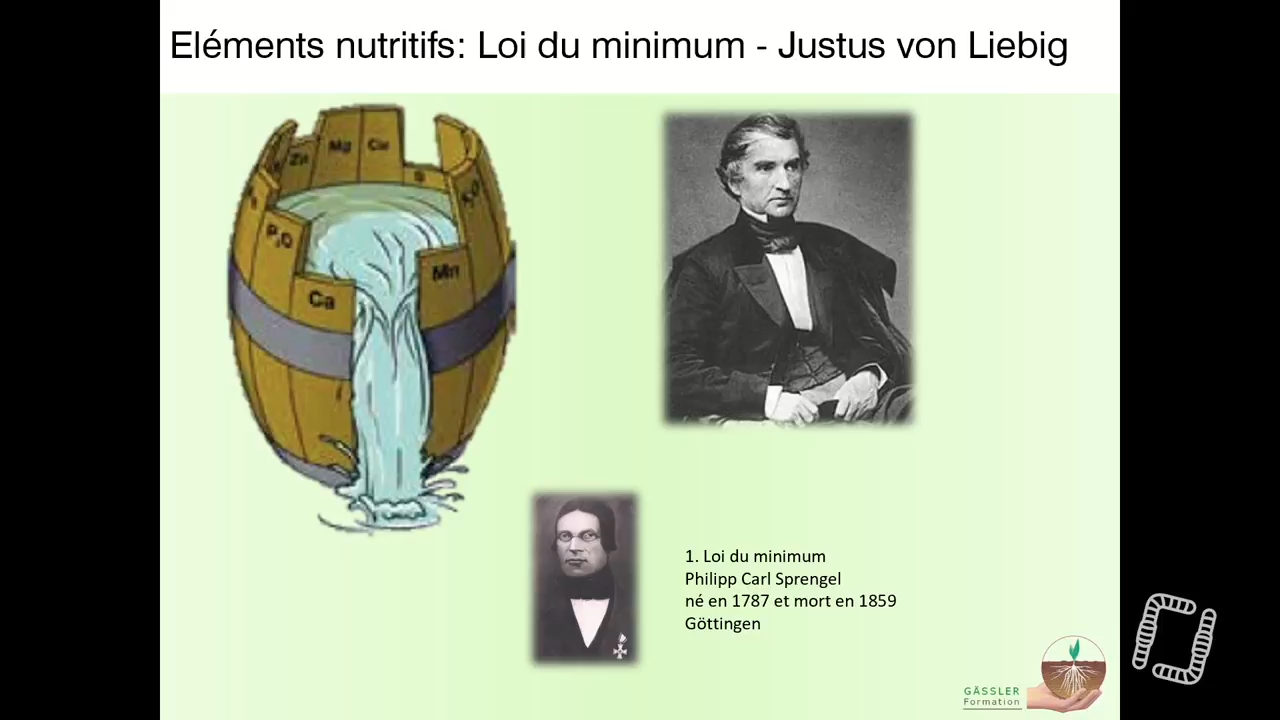 Eléments nutritifs: Loi du minimum - Justus von Liebig
Zn
Mg
Cu
P₂O
Mn
Ca
1. Loi du minimum
Philipp Carl Sprengel
né en 1787 et mort en 1859
Göttingen
GÄSSLER
Formation